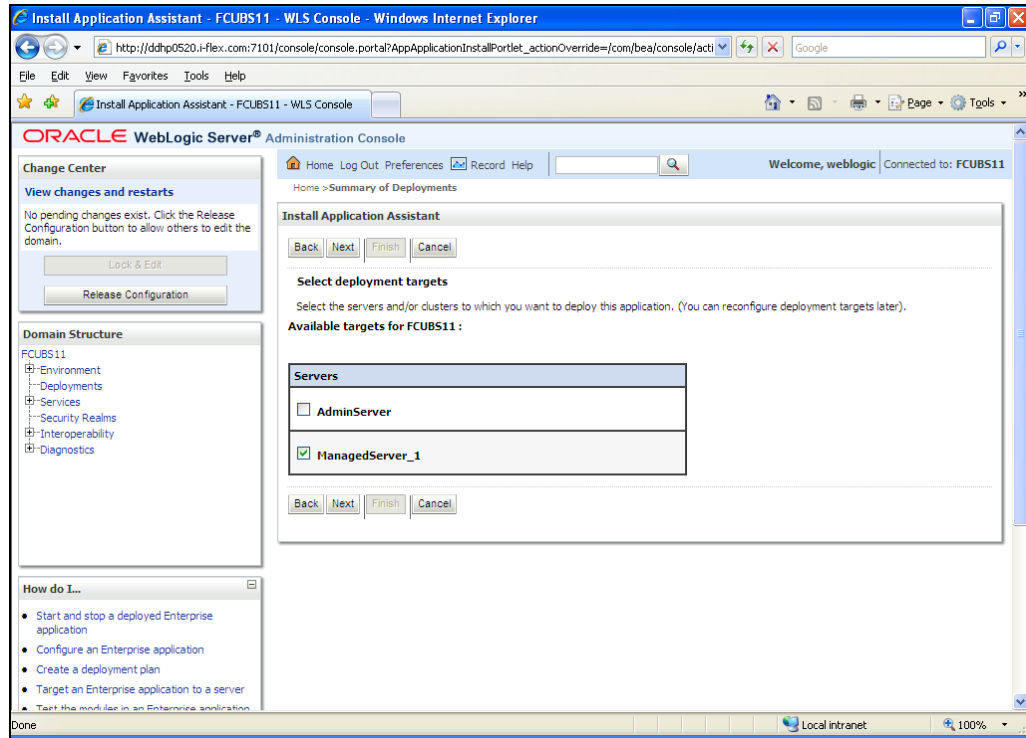 Install Application Assistant - FCUBS11 - WLS Console - Windows Internet Explorer
http://ddhp0520.i-flex.com:7101/console/console.portal?AppApplicationInstallPortlet_actionOverride=/com/bea/console/acti
Google
File Edit View Favorites Tools Help
Install Application Assistant - FCUBS11 - WLS Console
Page Tools »
ORACLE WebLogic Server® Administration Console
Change Center
View changes and restarts
No pending changes exist. Click the Release
Configuration button to allow others to edit the
domain.
Lock & Edit
Release Configuration
Domain Structure
FCUBS11
Environment
Deployments
Services
Security Realms
Interoperability
Diagnostics
How do I...
Start and stop a deployed Enterprise
application
Configure an Enterprise application
Create a deployment plan
Target an Enterprise application to a server
Test the modules in an Enterprise application
Home Log Out Preferences Record Help
Welcome, weblogic Connected to: FCUBS11
Home >Summary of Deployments
Install Application Assistant
Back Next Finish Cancel
Select deployment targets
Select the servers and/or clusters to which you want to deploy this application. (You can reconfigure deployment targets later).
Available targets for FCUBS11 :
Servers
AdminServer
ManagedServer_1
Back Next Finish Cancel
Done
Local intranet
100%